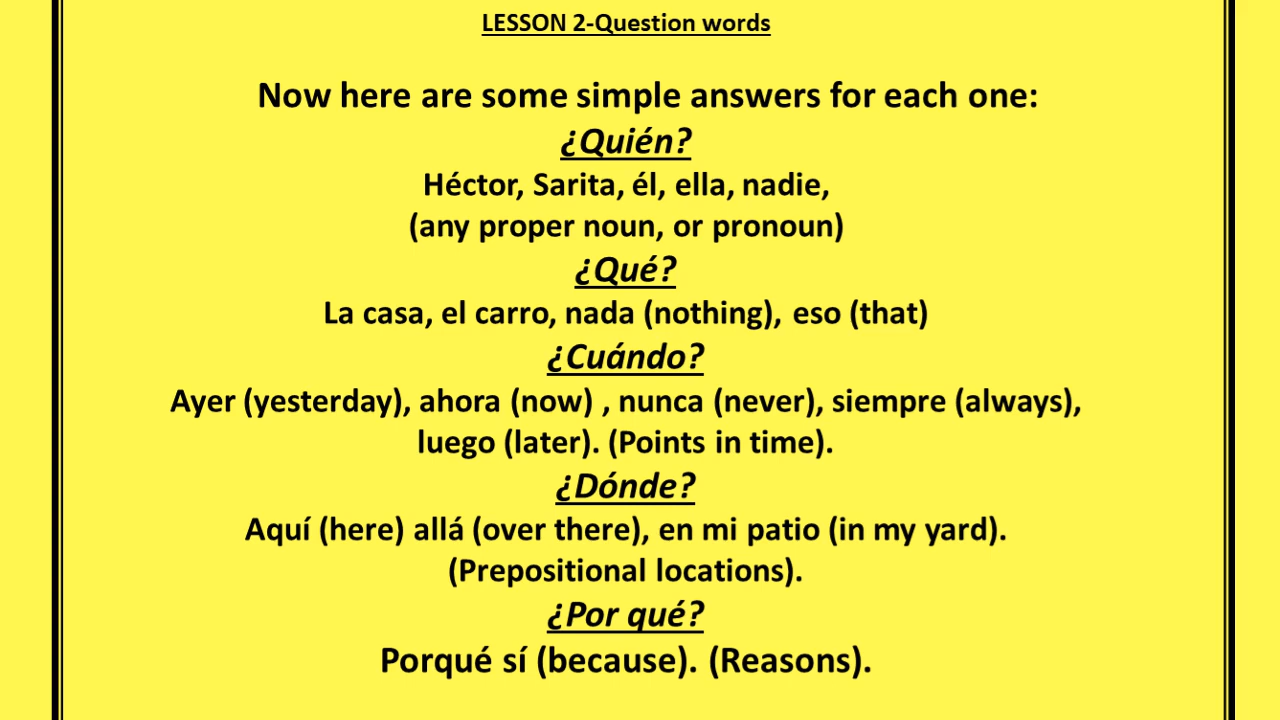 LESSON 2-Question words
Now here are some simple answers for each one:
¿Quién?
Héctor, Sarita, él, ella, nadie,
(any proper noun, or pronoun)
¿Qué?
La casa, el carro, nada (nothing), eso (that)
¿Cuándo?
Ayer (yesterday), ahora (now) , nunca (never), siempre (always),
luego (later). (Points in time).
¿Dónde?
Aquí (here) allá (over there), en mi patio (in my yard).
(Prepositional locations).
¿Por qué?
Porqué sí (because). (Reasons).